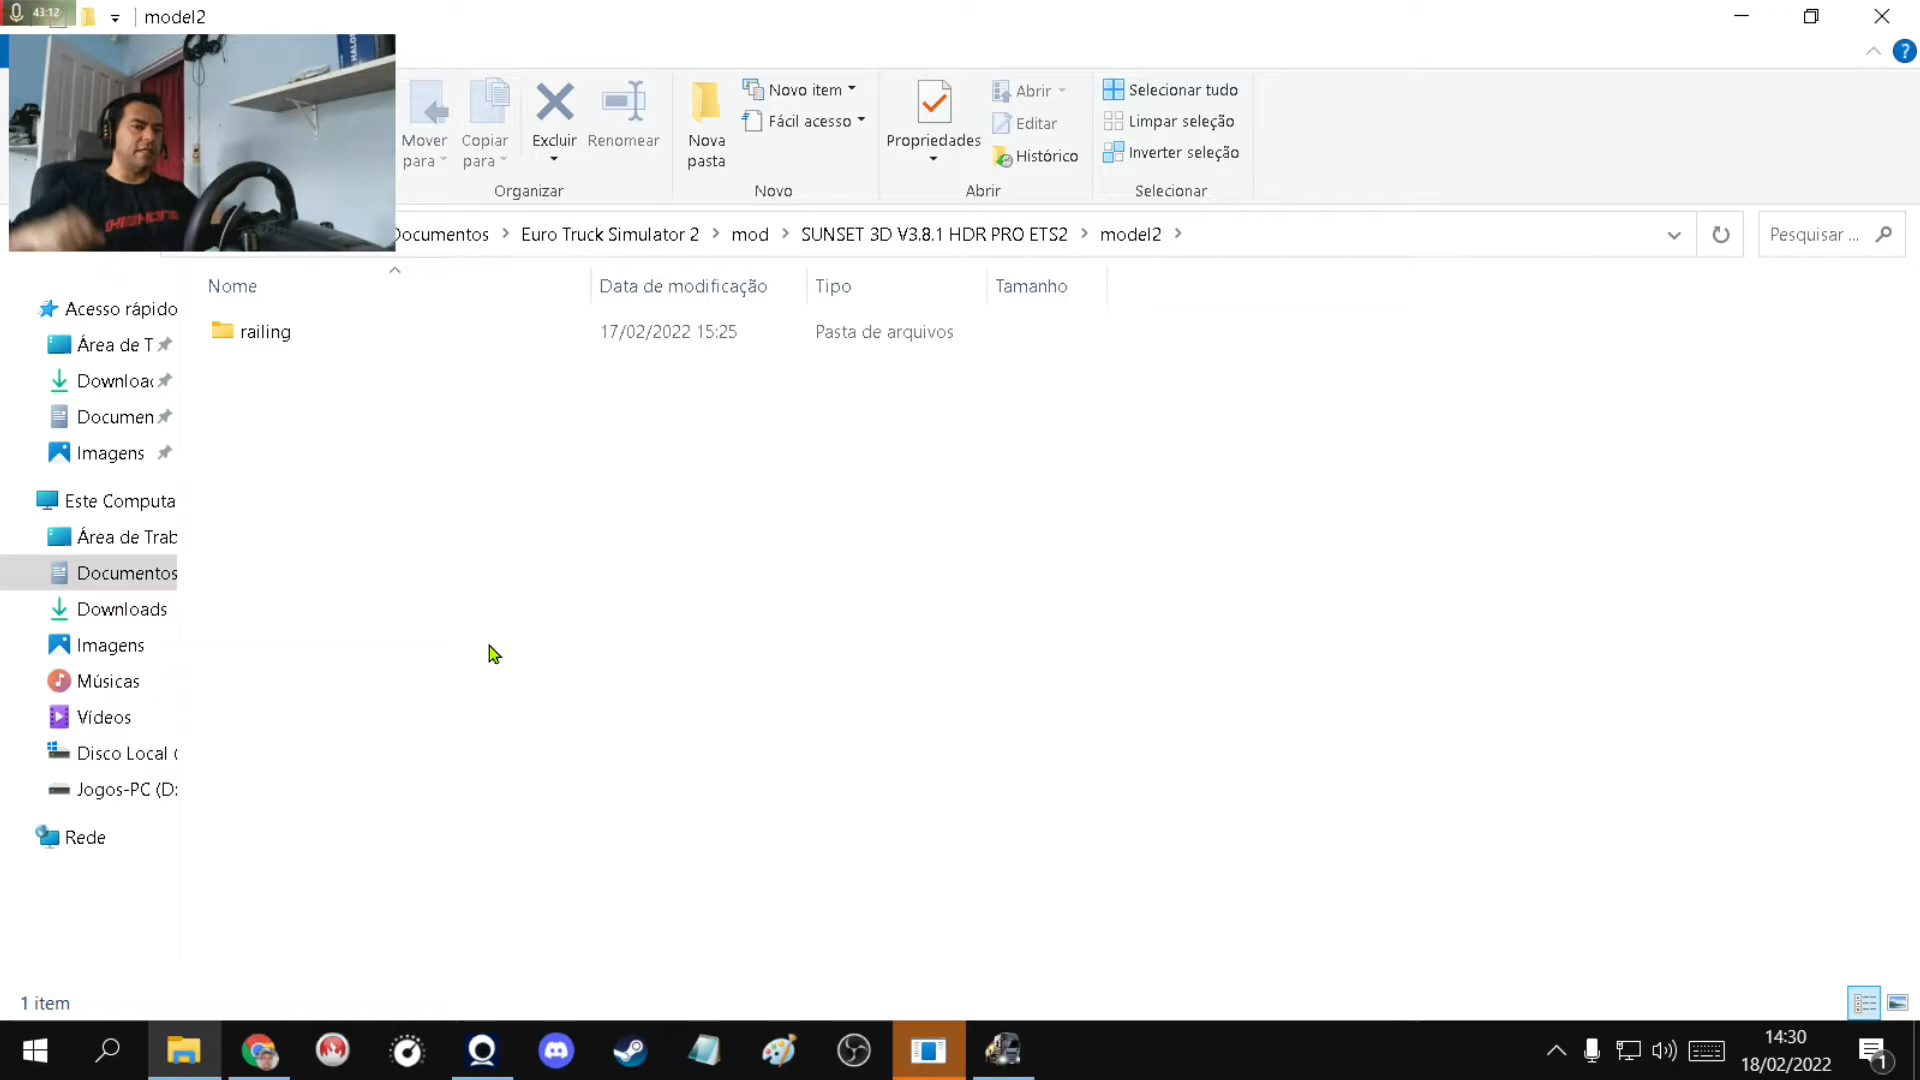 43:12
model2
HALO
Mover para
Copiar para
Excluir
Renomear
Organizar
Nova pasta
Novo item
Fácil acesso
Novo
Propriedades
Abrir
Editar
Histórico
Abrir
Selecionar tudo
Limpar seleção
Inverter seleção
Selecionar
Documentos > Euro Truck Simulator 2 > mod > SUNSET 3D V3.8.1 HDR PRO ETS2 > model2 >
Pesquisar ...
Nome Data de modificação Tipo Tamanho
railing 17/02/2022 15:25 Pasta de arquivos
Acesso rápido
Área de T
Downloac
Documen
Imagens
Este Computa
Área de Trab
Documentos
Downloads
Imagens
Músicas
Vídeos
Disco Local (
Jogos-PC (D:
Rede
1 item
14:30
18/02/2022
1